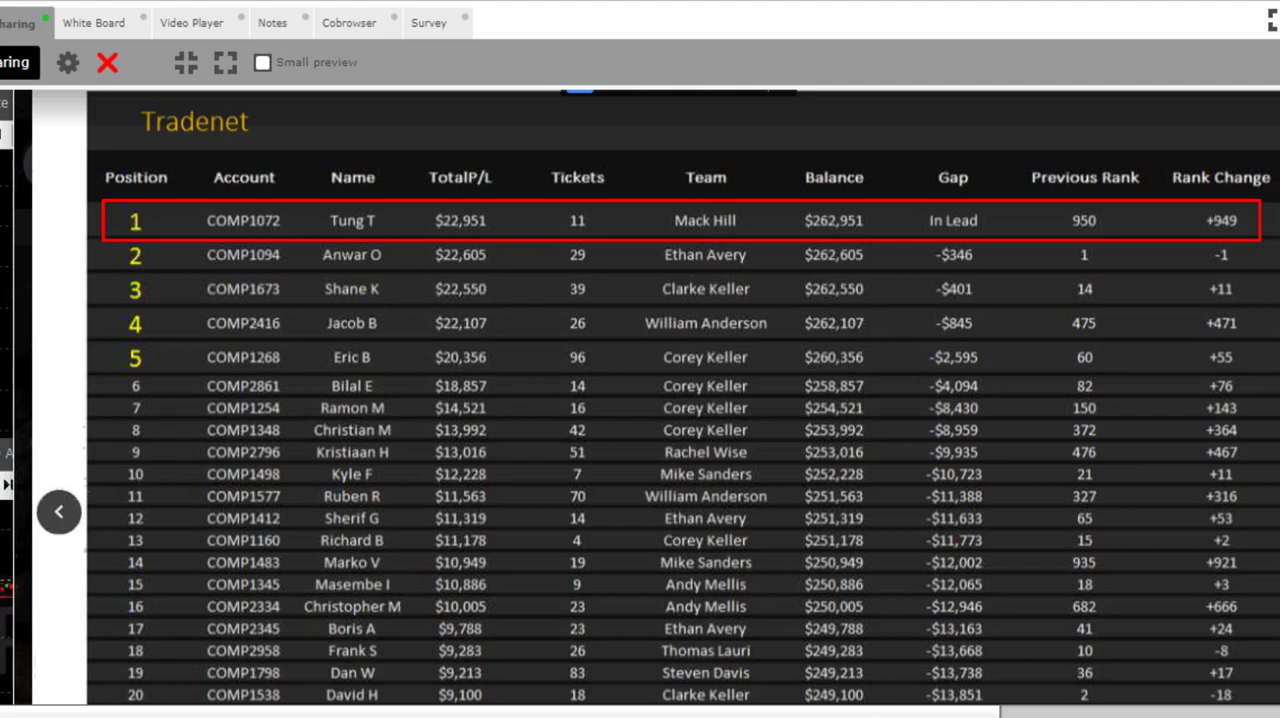 haring White Board Video Player Notes Cobrowser Survey
aring Small preview
Tradenet
Position Account Name TotalP/L Tickets Team Balance Gap Previous Rank Rank Change
1 COMP1072 Tung T $22,951 11 Mack Hill $262,951 In Lead 950 +949
2 COMP1094 Anwar O $22,605 29 Ethan Avery $262,605 -$346 1 -1
3 COMP1673 Shane K $22,550 39 Clarke Keller $262,550 -$401 14 +11
4 COMP2416 Jacob B $22,107 26 William Anderson $262,107 -$845 475 +471
5 COMP1268 Eric B $20,356 96 Corey Keller $260,356 -$2,595 60 +55
6 COMP2861 Bilal E $18,857 14 Corey Keller $258,857 -$4,094 82 +76
7 COMP1254 Ramon M $14,521 16 Corey Keller $254,521 -$8,430 150 +143
8 COMP1348 Christian M $13,992 42 Corey Keller $253,992 -$8,959 372 +364
9 COMP2796 Kristiaan H $13,016 51 Rachel Wise $253,016 -$9,935 476 +467
10 COMP1498 Kyle F $12,228 7 Mike Sanders $252,228 -$10,723 21 +11
11 COMP1577 Ruben R $11,563 70 William Anderson $251,563 -$11,388 327 +316
12 COMP1412 Sherif G $11,319 14 Ethan Avery $251,319 -$11,633 65 +53
13 COMP1160 Richard B $11,178 4 Corey Keller $251,178 -$11,773 15 +2
14 COMP1483 Marko V $10,949 19 Mike Sanders $250,949 -$12,002 935 +921
15 COMP1345 Masembe I $10,886 9 Andy Mellis $250,886 -$12,065 18 +3
16 COMP2334 Christopher M $10,005 23 Andy Mellis $250,005 -$12,946 682 +666
17 COMP2345 Boris A $9,788 23 Ethan Avery $249,788 -$13,163 41 +24
18 COMP2958 Frank S $9,283 26 Thomas Lauri $249,283 -$13,668 10 -8
19 COMP1798 Dan W $9,213 83 Steven Davis $249,213 -$13,738 36 +17
20 COMP1538 David H $9,100 18 Clarke Keller $249,100 -$13,851 2 -18